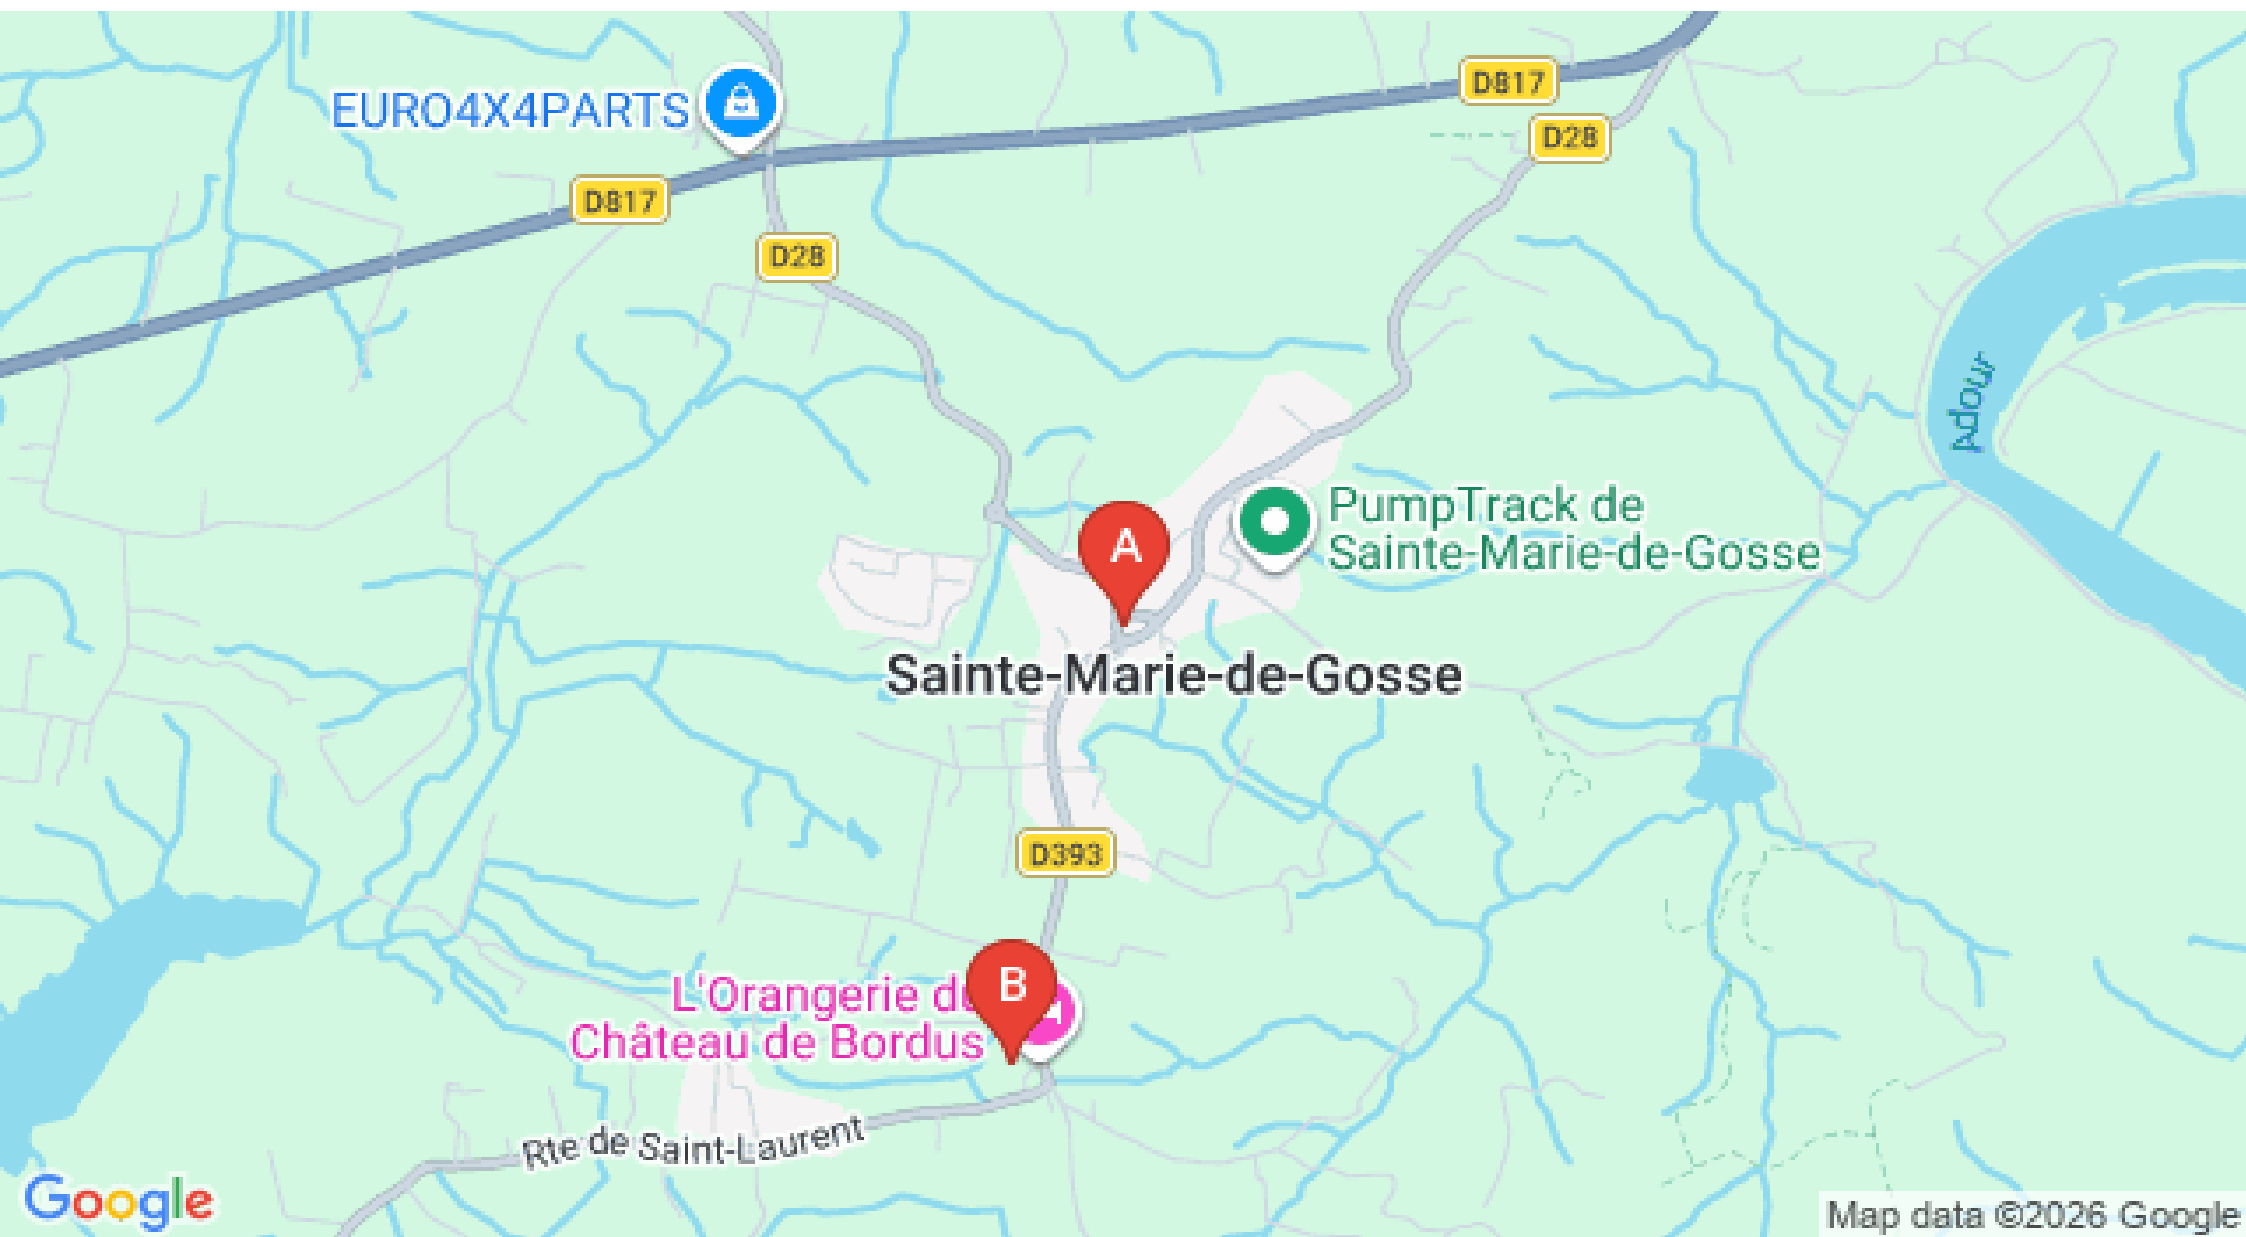 D817
EURO4X4PARTS
D28
D817
D28
Adour
PumpTrack de
Sainte-Marie-de-Gosse
A
Sainte-Marie-de-Gosse
D393
B
L'Orangerie d
Château de Bordus
Rte de Saint-Laurent
Google
Map data ©2026 Google